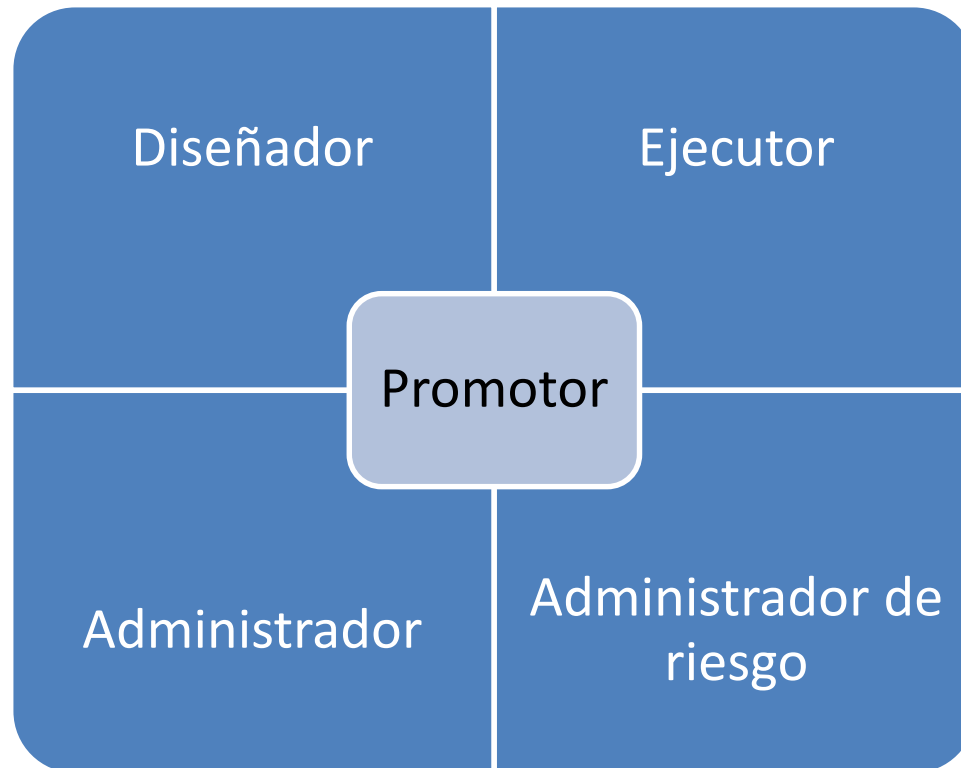 Diseñador
Ejecutor
Promotor
Administrador
Administrador de
riesgo